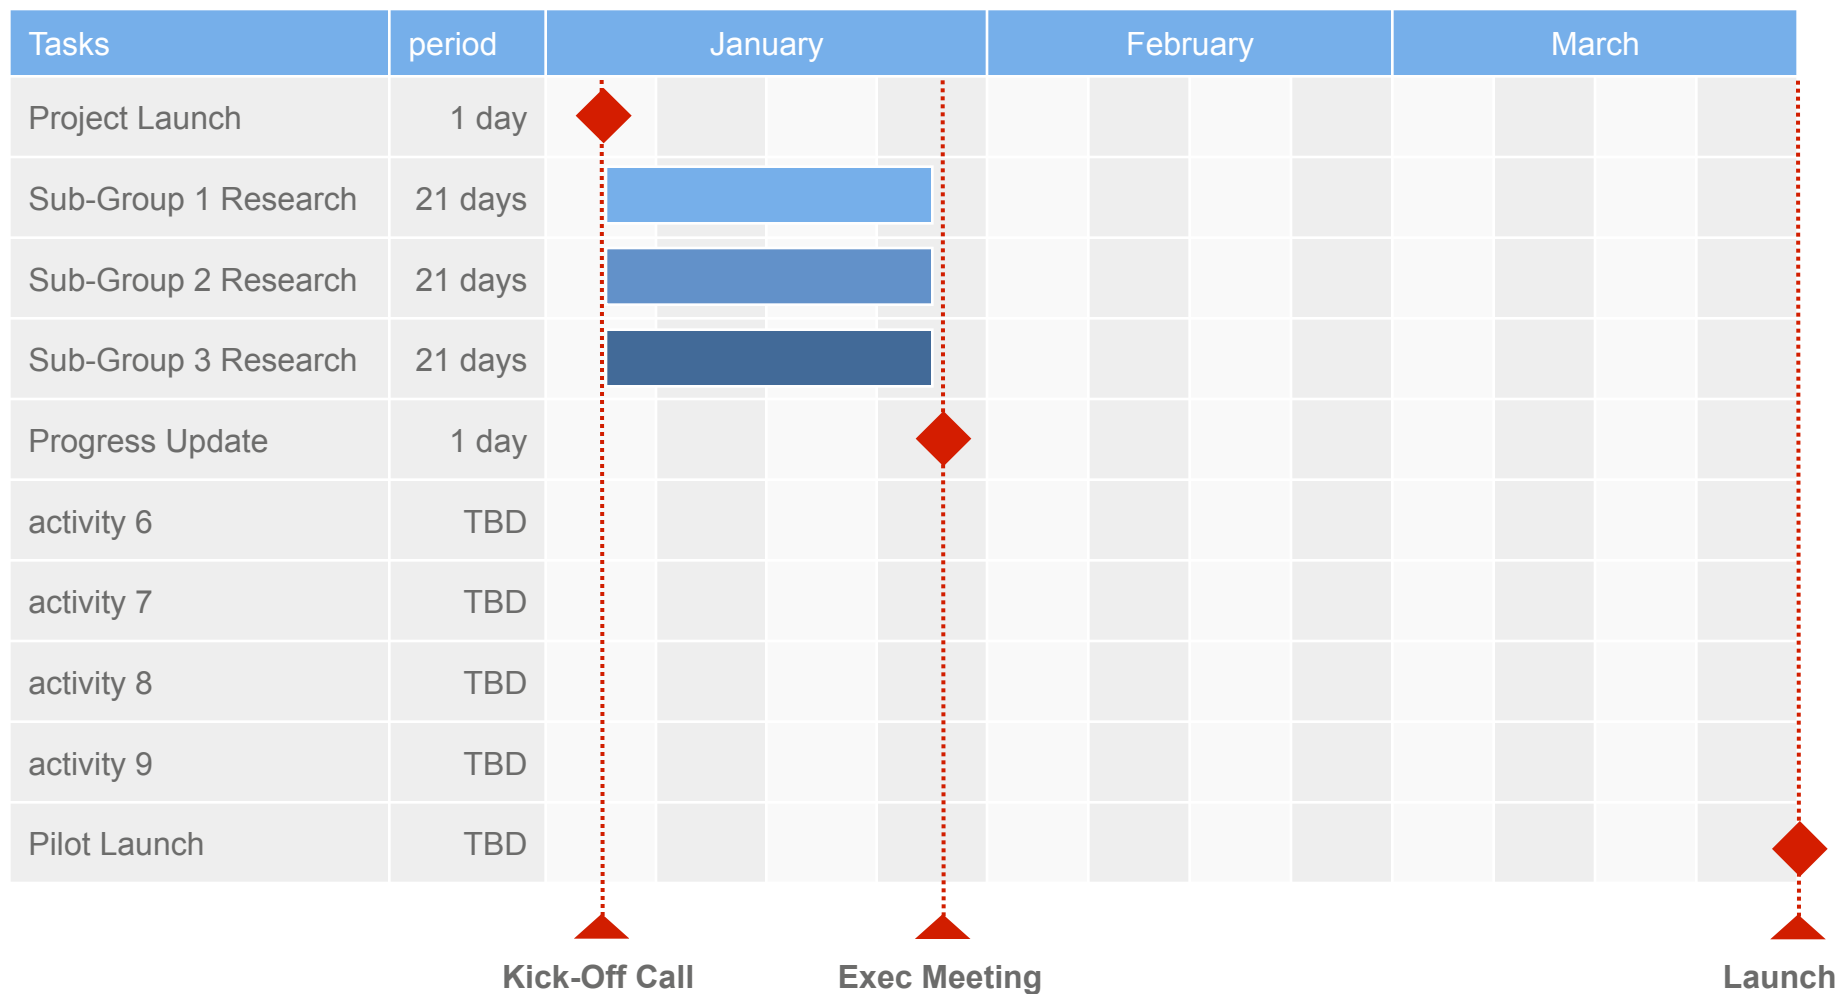 Tasks period January February March
Project Launch 1 day
Sub-Group 1 Research 21 days
Sub-Group 2 Research 21 days
Sub-Group 3 Research 21 days
Progress Update 1 day
activity 6 TBD
activity 7 TBD
activity 8 TBD
activity 9 TBD
Pilot Launch TBD
Kick-Off Call Exec Meeting Launch